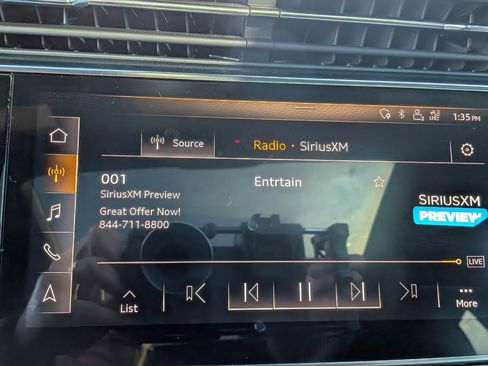 1:35 PM
Source
Radio · SiriusXM
001
Entrtain
SiriusXM Preview
Great Offer Now!
844-711-8800
SIRIUSXM
PREVIEW
LIVE
List
More